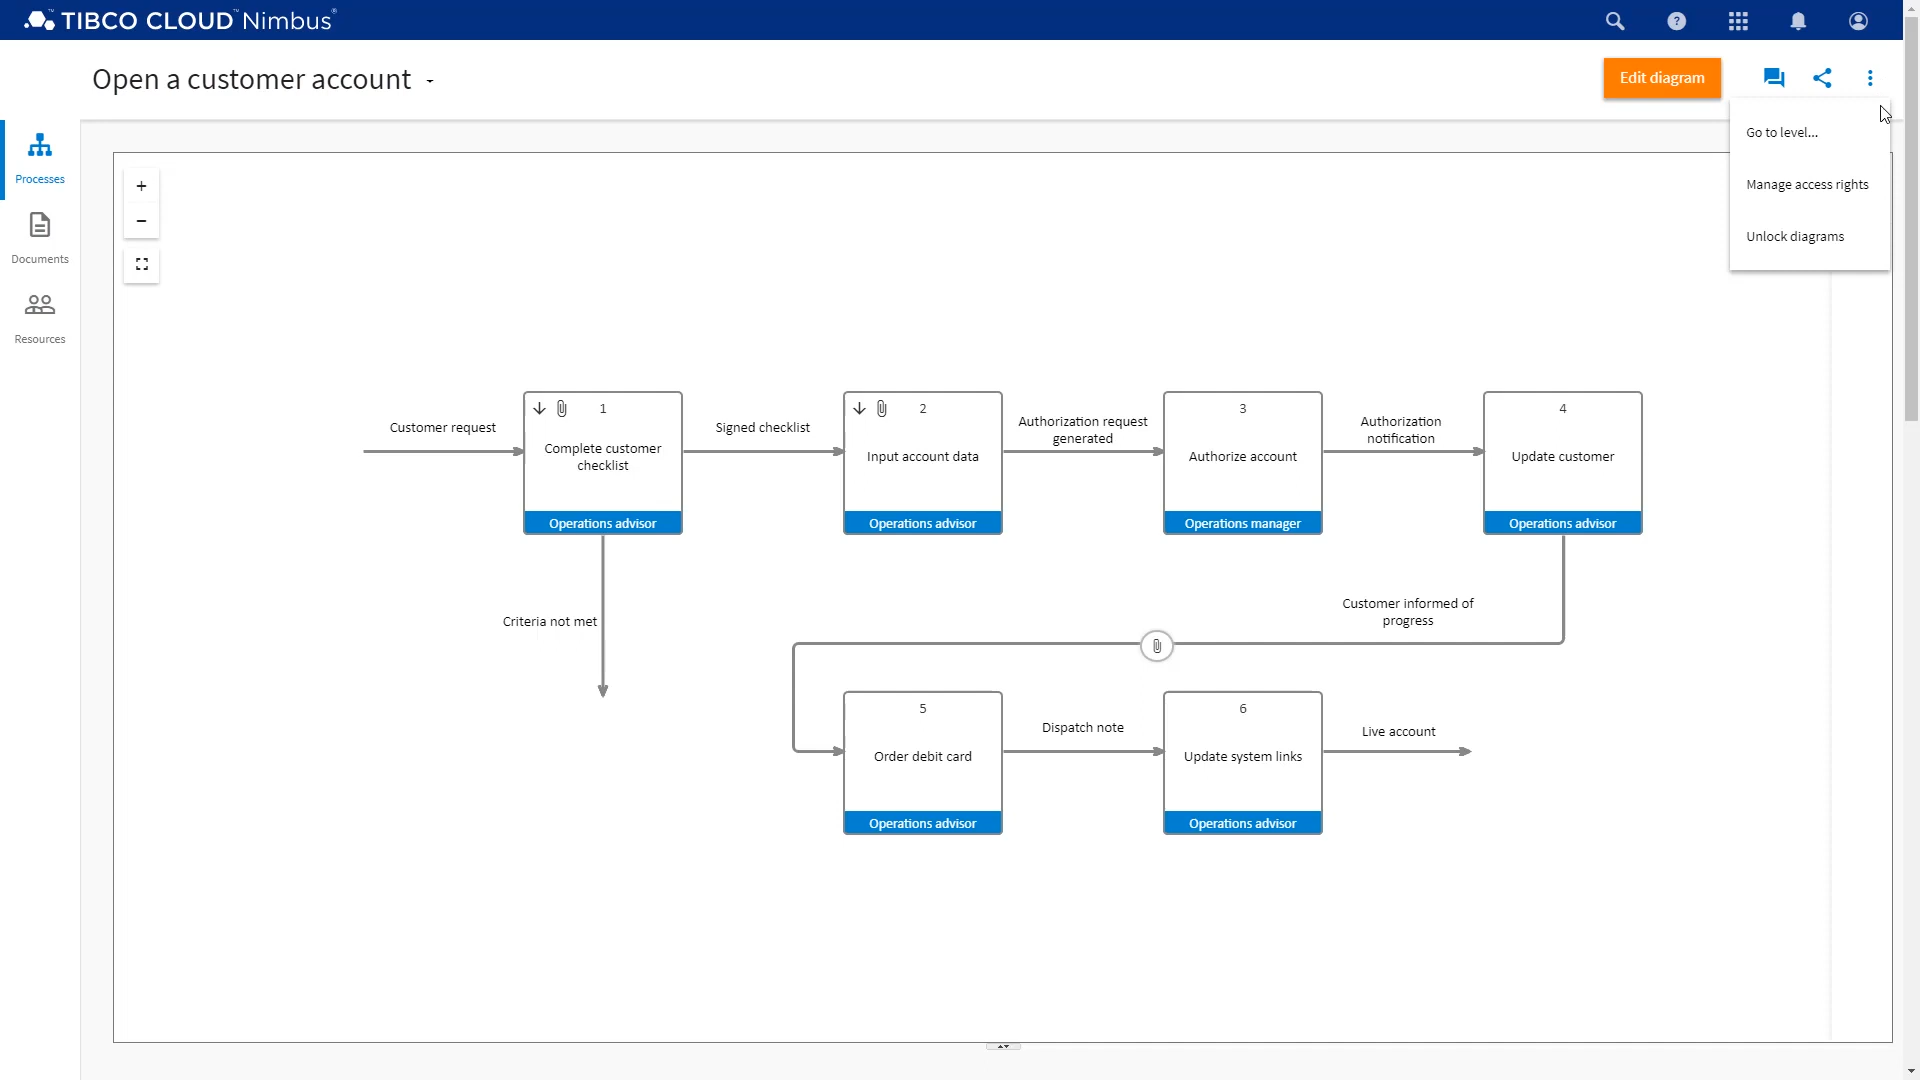 TIBCO CLOUD™ Nimbus®
Open a customer account
Edit diagram
Go to level...
Manage access rights
Unlock diagrams
Processes
Documents
Resources
+
−
Customer request
1
Complete customer
checklist
Operations advisor
Signed checklist
2
Input account data
Operations advisor
Authorization request
generated
3
Authorize account
Operations manager
Authorization
notification
4
Update customer
Operations advisor
Criteria not met
Customer informed of
progress
5
Order debit card
Operations advisor
Dispatch note
6
Update system links
Operations advisor
Live account